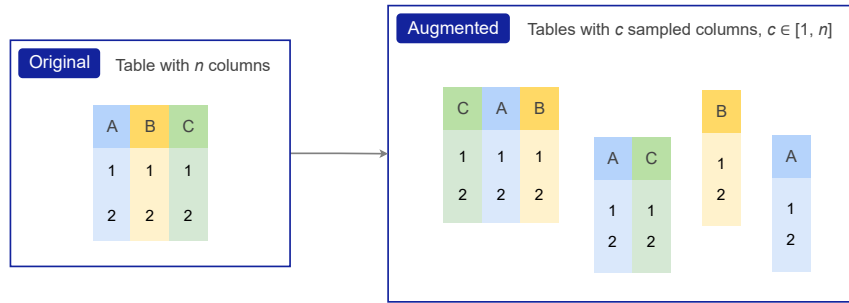 Original
Table with n columns
A B C
1 1 1
2 2 2
Augmented
Tables with c sampled columns, c ∈ [1, n]
C A B
1 1 1
2 2 2
A C
1 1
2 2
B
1
2
A
1
2